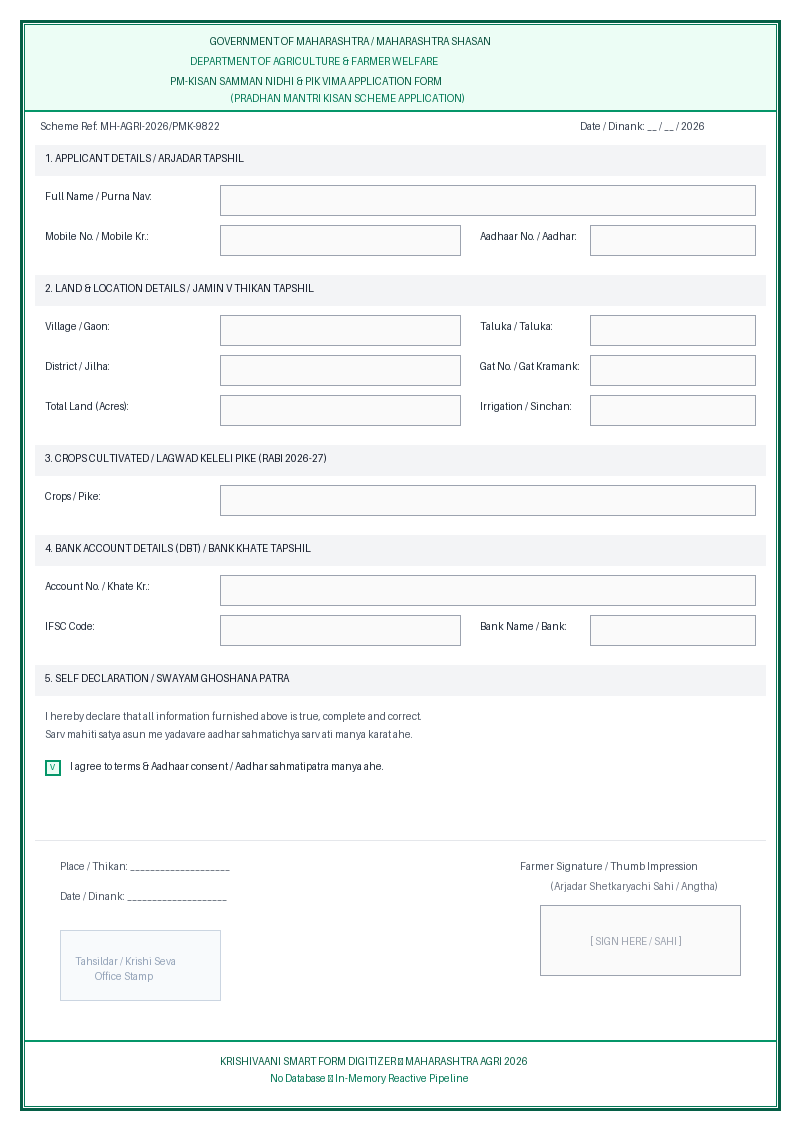 GOVERNMENT OF MAHARASHTRA / MAHARASHTRA SHASAN
DEPARTMENT OF AGRICULTURE & FARMER WELFARE
PM-KISAN SAMMAN NIDHI & PIK VIMA APPLICATION FORM
(PRADHAN MANTRI KISAN SCHEME APPLICATION)
Scheme Ref: MH-AGRI-2026/PMK-9822 Date / Dinank: __ / __ / 2026
1. APPLICANT DETAILS / ARJADAR TAPSHIL
Full Name / Purna Nav:
Mobile No. / Mobile Kr.: Aadhaar No. / Aadhar:
2. LAND & LOCATION DETAILS / JAMIN V THIKAN TAPSHIL
Village / Gaon: Taluka / Taluka:
District / Jilha: Gat No. / Gat Kramank:
Total Land (Acres): Irrigation / Sinchan:
3. CROPS CULTIVATED / LAGWAD KELELI PIKE (RABI 2026-27)
Crops / Pike:
4. BANK ACCOUNT DETAILS (DBT) / BANK KHATE TAPSHIL
Account No. / Khate Kr.:
IFSC Code: Bank Name / Bank:
5. SELF DECLARATION / SWAYAM GHOSHANA PATRA
I hereby declare that all information furnished above is true, complete and correct.
Sarv mahiti satya asun me yadavare aadhar sahmatichya sarv ati manya karat ahe.
V I agree to terms & Aadhaar consent / Aadhar sahmatipatra manya ahe.
Place / Thikan: ____________________ Farmer Signature / Thumb Impression
(Arjadar Shetkaryachi Sahi / Angtha)
Date / Dinank: ____________________
[ SIGN HERE / SAHI ]
Tahsildar / Krishi Seva
Office Stamp
KRISHIVAANI SMART FORM DIGITIZER MAHARASHTRA AGRI 2026
No Database In-Memory Reactive Pipeline